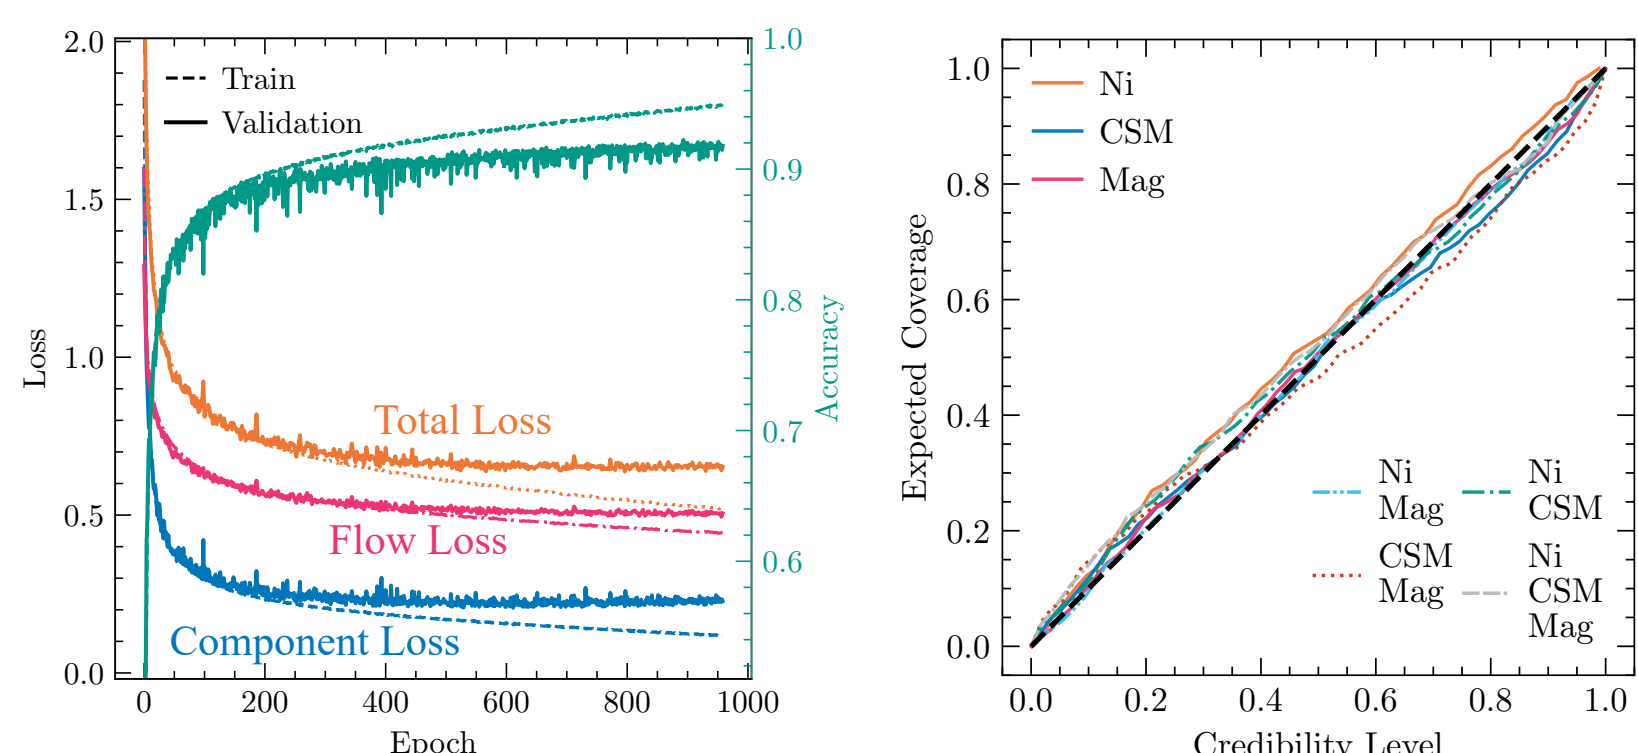 2.0
1.5
1.0
0.5
0.0
Loss
Train
Validation
Total Loss
Flow Loss
Component Loss
0 200 400 600 800 1000
Epoch
1.0
0.9
0.8
0.7
0.6
Accuracy
1.0
0.8
0.6
0.4
0.2
0.0
Expected Coverage
Ni
CSM
Mag
Ni
Mag
CSM
Mag
Ni
CSM
Ni
CSM
Mag
0.0 0.2 0.4 0.6 0.8 1.0
Credibility Level